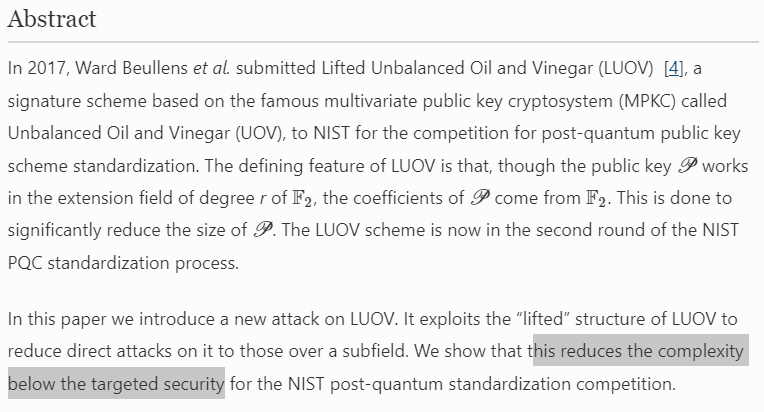 Abstract
In 2017, Ward Beullens et al. submitted Lifted Unbalanced Oil and Vinegar (LUOV) [4], a
signature scheme based on the famous multivariate public key cryptosystem (MPKC) called
Unbalanced Oil and Vinegar (UOV), to NIST for the competition for post-quantum public key
scheme standardization. The defining feature of LUOV is that, though the public key 𝒫 works
in the extension field of degree r of 𝔽₂, the coefficients of 𝒫 come from 𝔽₂. This is done to
significantly reduce the size of 𝒫. The LUOV scheme is now in the second round of the NIST
PQC standardization process.
In this paper we introduce a new attack on LUOV. It exploits the “lifted” structure of LUOV to
reduce direct attacks on it to those over a subfield. We show that this reduces the complexity
below the targeted security for the NIST post-quantum standardization competition.